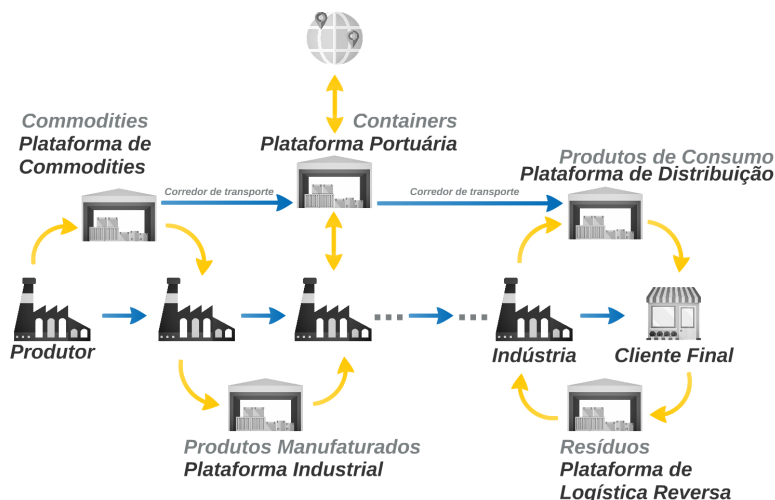 Commodities
Plataforma de
Commodities
Containers
Plataforma Portuária
Produtos de Consumo
Plataforma de Distribuição
Corredor de transporte
Corredor de transporte
Produtor
Indústria
Cliente Final
Produtos Manufaturados
Plataforma Industrial
Resíduos
Plataforma de
Logística Reversa